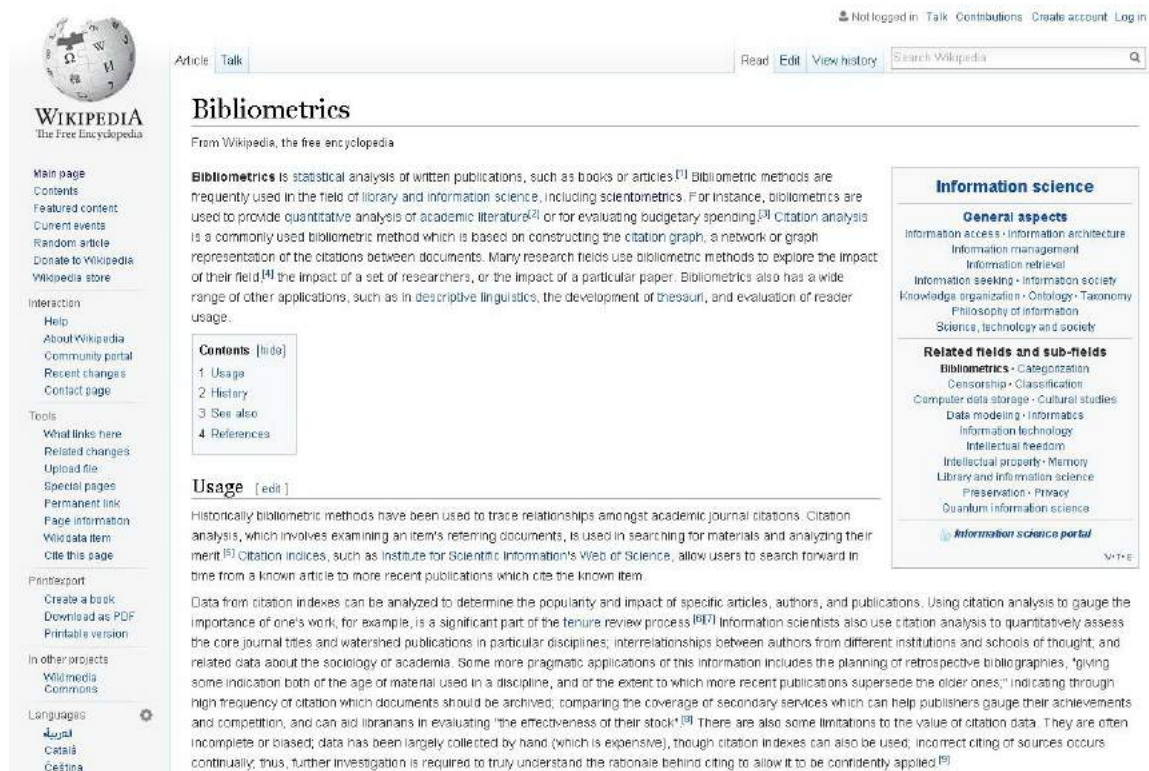 Not logged in Talk Contributions Create account Log in
Article Talk
Read Edit View history
Search Wikipedia
WIKIPEDIA
The Free Encyclopedia
Main page
Contents
Featured content
Current events
Random article
Donate to Wikipedia
Wikipedia store
Interaction
Help
About Wikipedia
Community portal
Recent changes
Contact page
Tools
What links here
Related changes
Upload file
Special pages
Permanent link
Page information
Wikidata item
Cite this page
Print/export
Create a book
Download as PDF
Printable version
In other projects
Wikimedia
Commons
Languages
العربية
Català
Čeština
Bibliometrics
From Wikipedia, the free encyclopedia
Bibliometrics is statistical analysis of written publications, such as books or articles.[1] Bibliometric methods are
frequently used in the field of library and information science, including scientometrics. For instance, bibliometrics are
used to provide quantitative analysis of academic literature[2] or for evaluating budgetary spending.[3] Citation analysis
is a commonly used bibliometric method which is based on constructing the citation graph, a network or graph
representation of the citations between documents. Many research fields use bibliometric methods to explore the impact
of their field,[4] the impact of a set of researchers, or the impact of a particular paper. Bibliometrics also has a wide
range of other applications, such as in descriptive linguistics, the development of thesauri, and evaluation of reader
usage.
Contents [hide]
1 Usage
2 History
3 See also
4 References
Usage [edit]
Historically bibliometric methods have been used to trace relationships amongst academic journal citations. Citation
analysis, which involves examining an item's referring documents, is used in searching for materials and analyzing their
merit.[5] Citation indices, such as Institute for Scientific Information's Web of Science, allow users to search forward in
time from a known article to more recent publications which cite the known item.
Data from citation indexes can be analyzed to determine the popularity and impact of specific articles, authors, and publications. Using citation analysis to gauge the
importance of one's work, for example, is a significant part of the tenure review process.[6][7] Information scientists also use citation analysis to quantitatively assess
the core journal titles and watershed publications in particular disciplines; interrelationships between authors from different institutions and schools of thought; and
related data about the sociology of academia. Some more pragmatic applications of this information includes the planning of retrospective bibliographies, "giving
some indication both of the age of material used in a discipline, and of the extent to which more recent publications supersede the older ones;" indicating through
high frequency of citation which documents should be archived; comparing the coverage of secondary services which can help publishers gauge their achievements
and competition, and can aid librarians in evaluating "the effectiveness of their stock".[8] There are also some limitations to the value of citation data. They are often
incomplete or biased; data has been largely collected by hand (which is expensive), though citation indexes can also be used; incorrect citing of sources occurs
continually; thus, further investigation is required to truly understand the rationale behind citing to allow it to be confidently applied.[9]
Information science
General aspects
Information access · Information architecture
Information management
Information retrieval
Information seeking · Information society
Knowledge organization · Ontology · Taxonomy
Philosophy of information
Science, technology and society
Related fields and sub-fields
Bibliometrics · Categorization
Censorship · Classification
Computer data storage · Cultural studies
Data modeling · Informatics
Information technology
Intellectual freedom
Intellectual property · Memory
Library and information science
Preservation · Privacy
Quantum information science
Information science portal
V·T·E